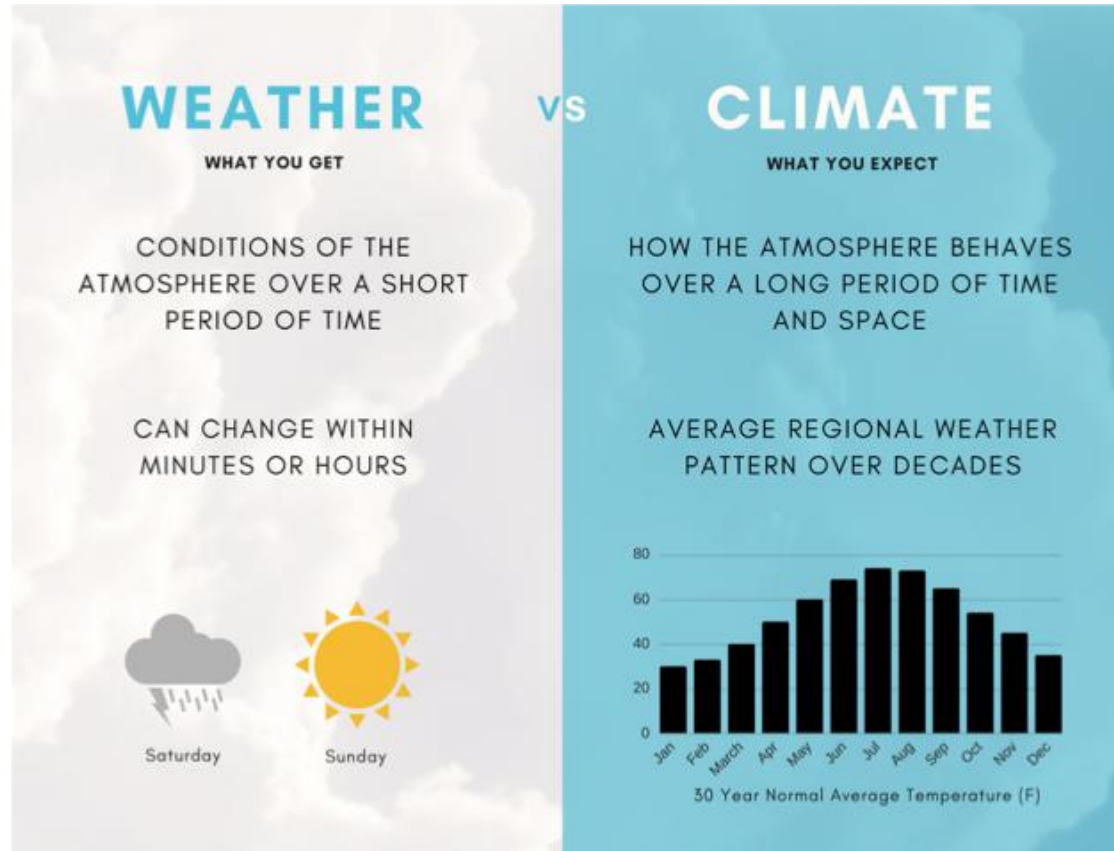 WEATHER
VS
CLIMATE
WHAT YOU GET
WHAT YOU EXPECT
CONDITIONS OF THE
ATMOSPHERE OVER A SHORT
PERIOD OF TIME
HOW THE ATMOSPHERE BEHAVES
OVER A LONG PERIOD OF TIME
AND SPACE
CAN CHANGE WITHIN
MINUTES OR HOURS
AVERAGE REGIONAL WEATHER
PATTERN OVER DECADES
Saturday
Sunday
80
60
40
20
0
Jan
Feb
March
Apr
May
Jun
Jul
Aug
Sep
Oct
Nov
Dec
30 Year Normal Average Temperature (F)